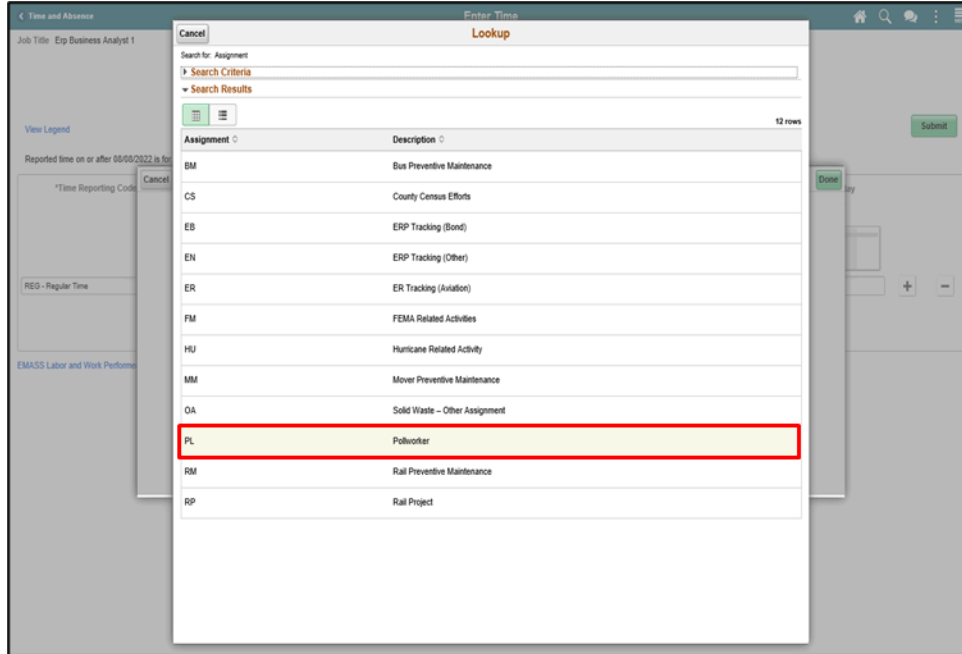 Time and Absence
Enter Time
Job Title Erp Business Analyst 1
Cancel
Lookup
Search for: Assignment
Search Criteria
Search Results
12 rows
View Legend
Submit
Assignment
Description
Reported time on or after 08/08/2022 is for
BM Bus Preventive Maintenance
Cancel
Done
*Time Reporting Code
CS County Census Efforts
EB ERP Tracking (Bond)
EN ERP Tracking (Other)
REG - Regular Time
ER ER Tracking (Aviation)
FM FEMA Related Activities
HU Hurricane Related Activity
EMASS Labor and Work Performe
MM Mover Preventive Maintenance
OA Solid Waste – Other Assignment
PL Pollworker
RM Rail Preventive Maintenance
RP Rail Project